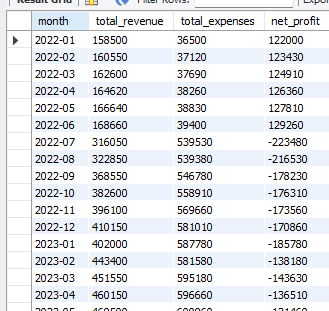 Result Grid Filter Rows: Expor
month total_revenue total_expenses net_profit
2022-01 158500 36500 122000
2022-02 160550 37120 123430
2022-03 162600 37690 124910
2022-04 164620 38260 126360
2022-05 166640 38830 127810
2022-06 168660 39400 129260
2022-07 316050 539530 -223480
2022-08 322850 539380 -216530
2022-09 368550 546780 -178230
2022-10 382600 558910 -176310
2022-11 396100 569660 -173560
2022-12 410150 581010 -170860
2023-01 402000 587780 -185780
2023-02 443400 581580 -138180
2023-03 451550 595180 -143630
2023-04 460150 596660 -136510